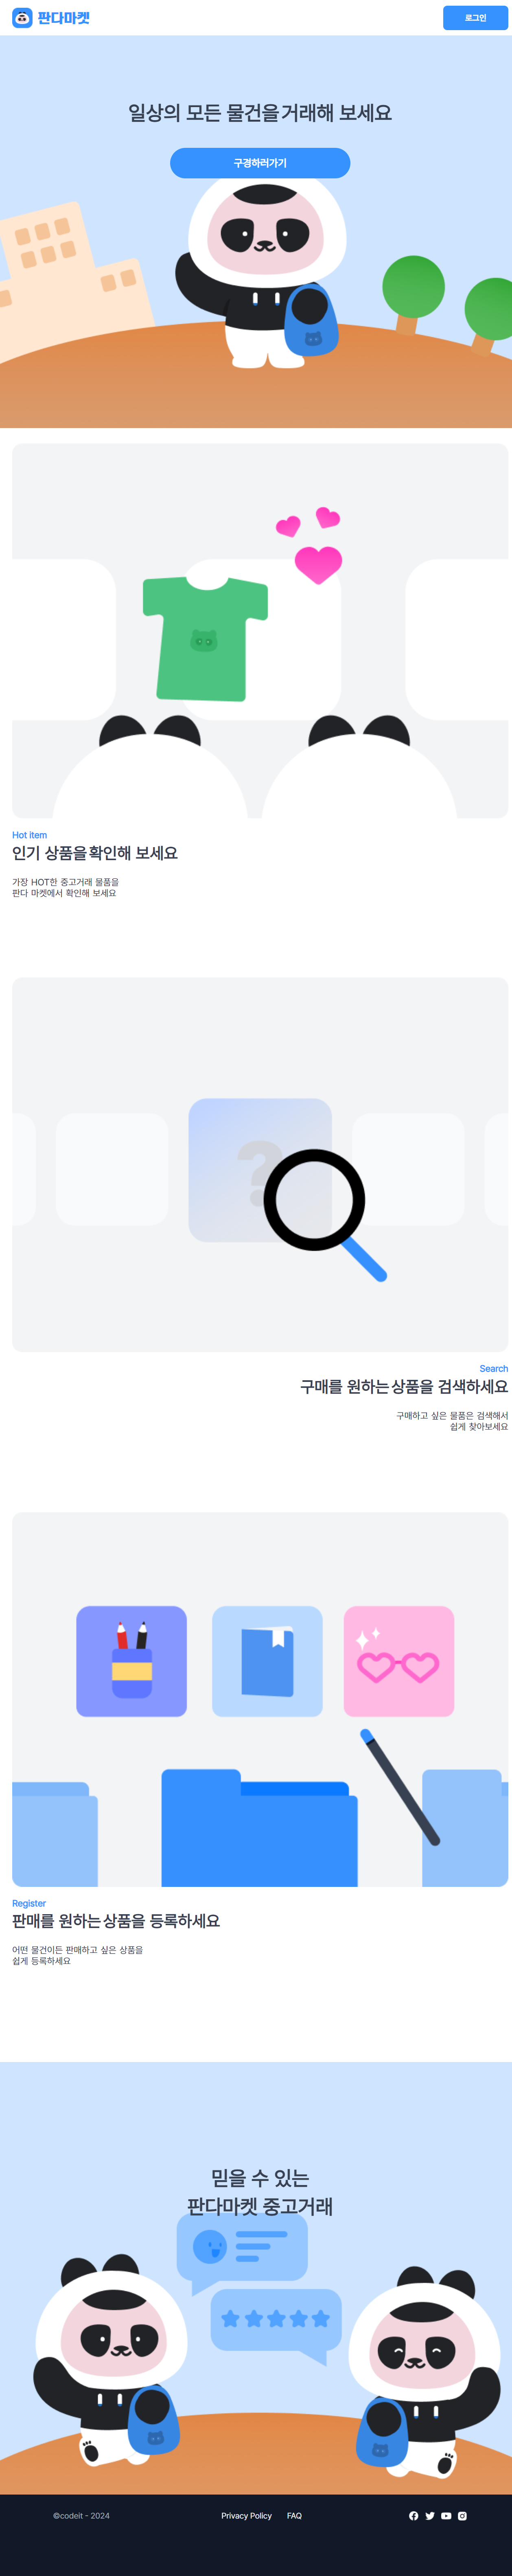 판다마켓
로그인
일상의 모든 물건을 거래해 보세요
구경하러가기
Hot item
인기 상품을 확인해 보세요
가장 HOT한 중고거래 물품을
판다 마켓에서 확인해 보세요
?
Search
구매를 원하는 상품을 검색하세요
구매하고 싶은 물품은 검색해서
쉽게 찾아보세요
Register
판매를 원하는 상품을 등록하세요
어떤 물건이든 판매하고 싶은 상품을
쉽게 등록하세요
믿을 수 있는
판다마켓 중고거래
©codeit - 2024
Privacy Policy
FAQ